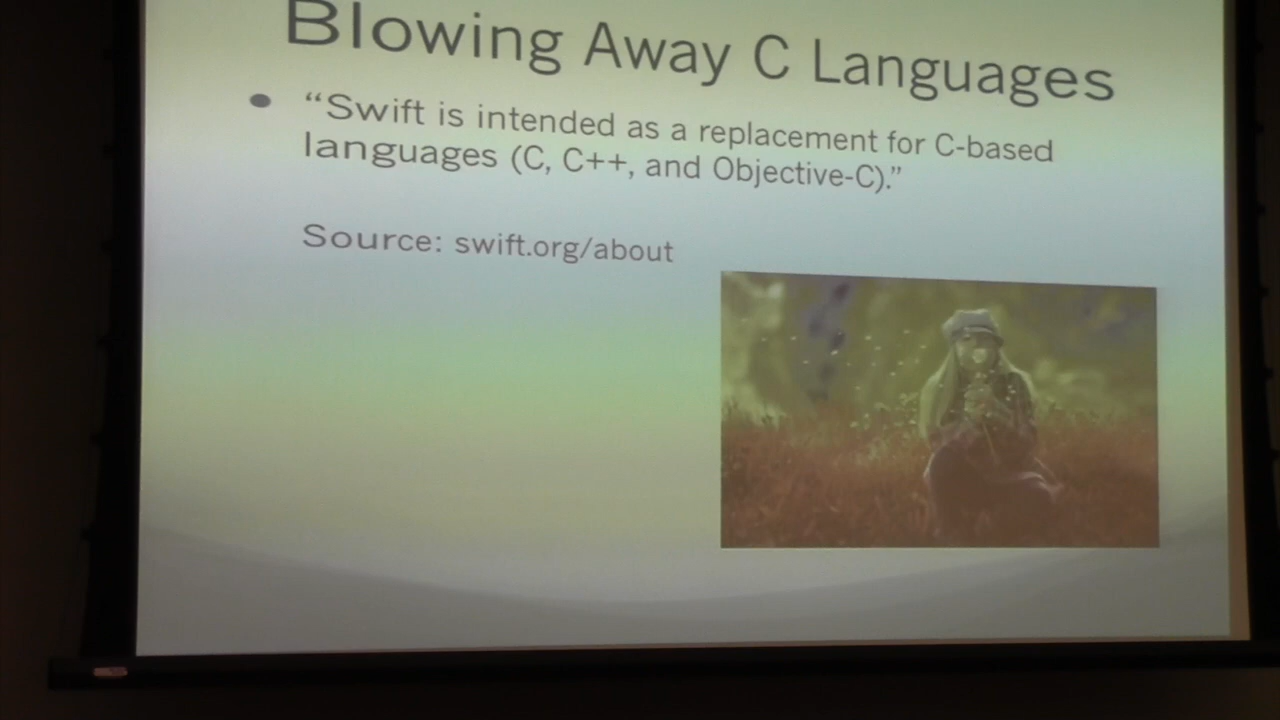 Blowing Away C Languages
• “Swift is intended as a replacement for C-based
languages (C, C++, and Objective-C).”
Source: swift.org/about